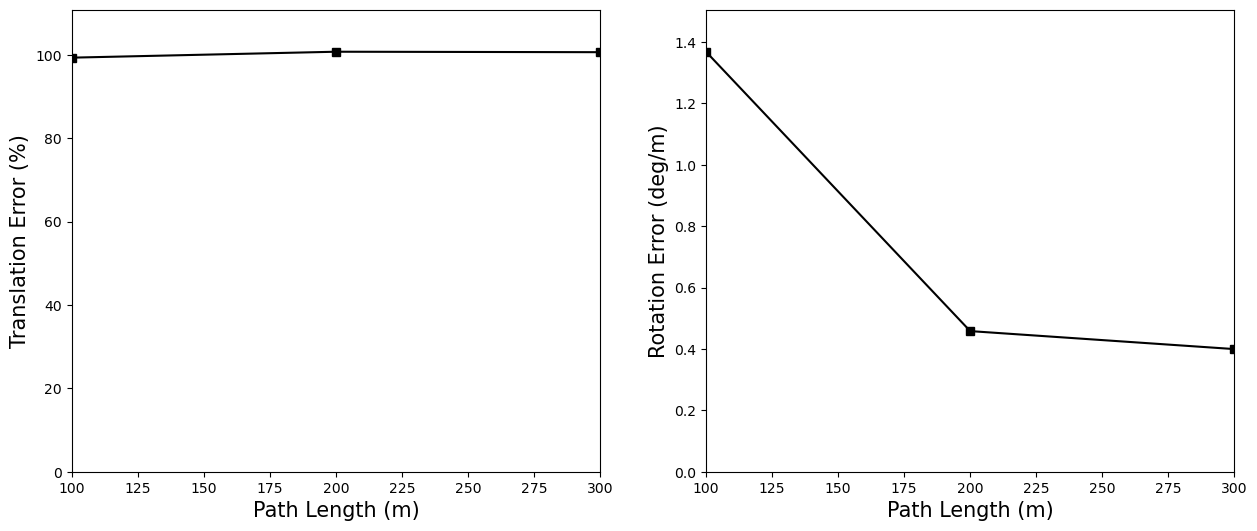 100
80
60
40
20
0
100 125 150 175 200 225 250 275 300
Translation Error (%)
Path Length (m)
1.4
1.2
1.0
0.8
0.6
0.4
0.2
0.0
100 125 150 175 200 225 250 275 300
Rotation Error (deg/m)
Path Length (m)